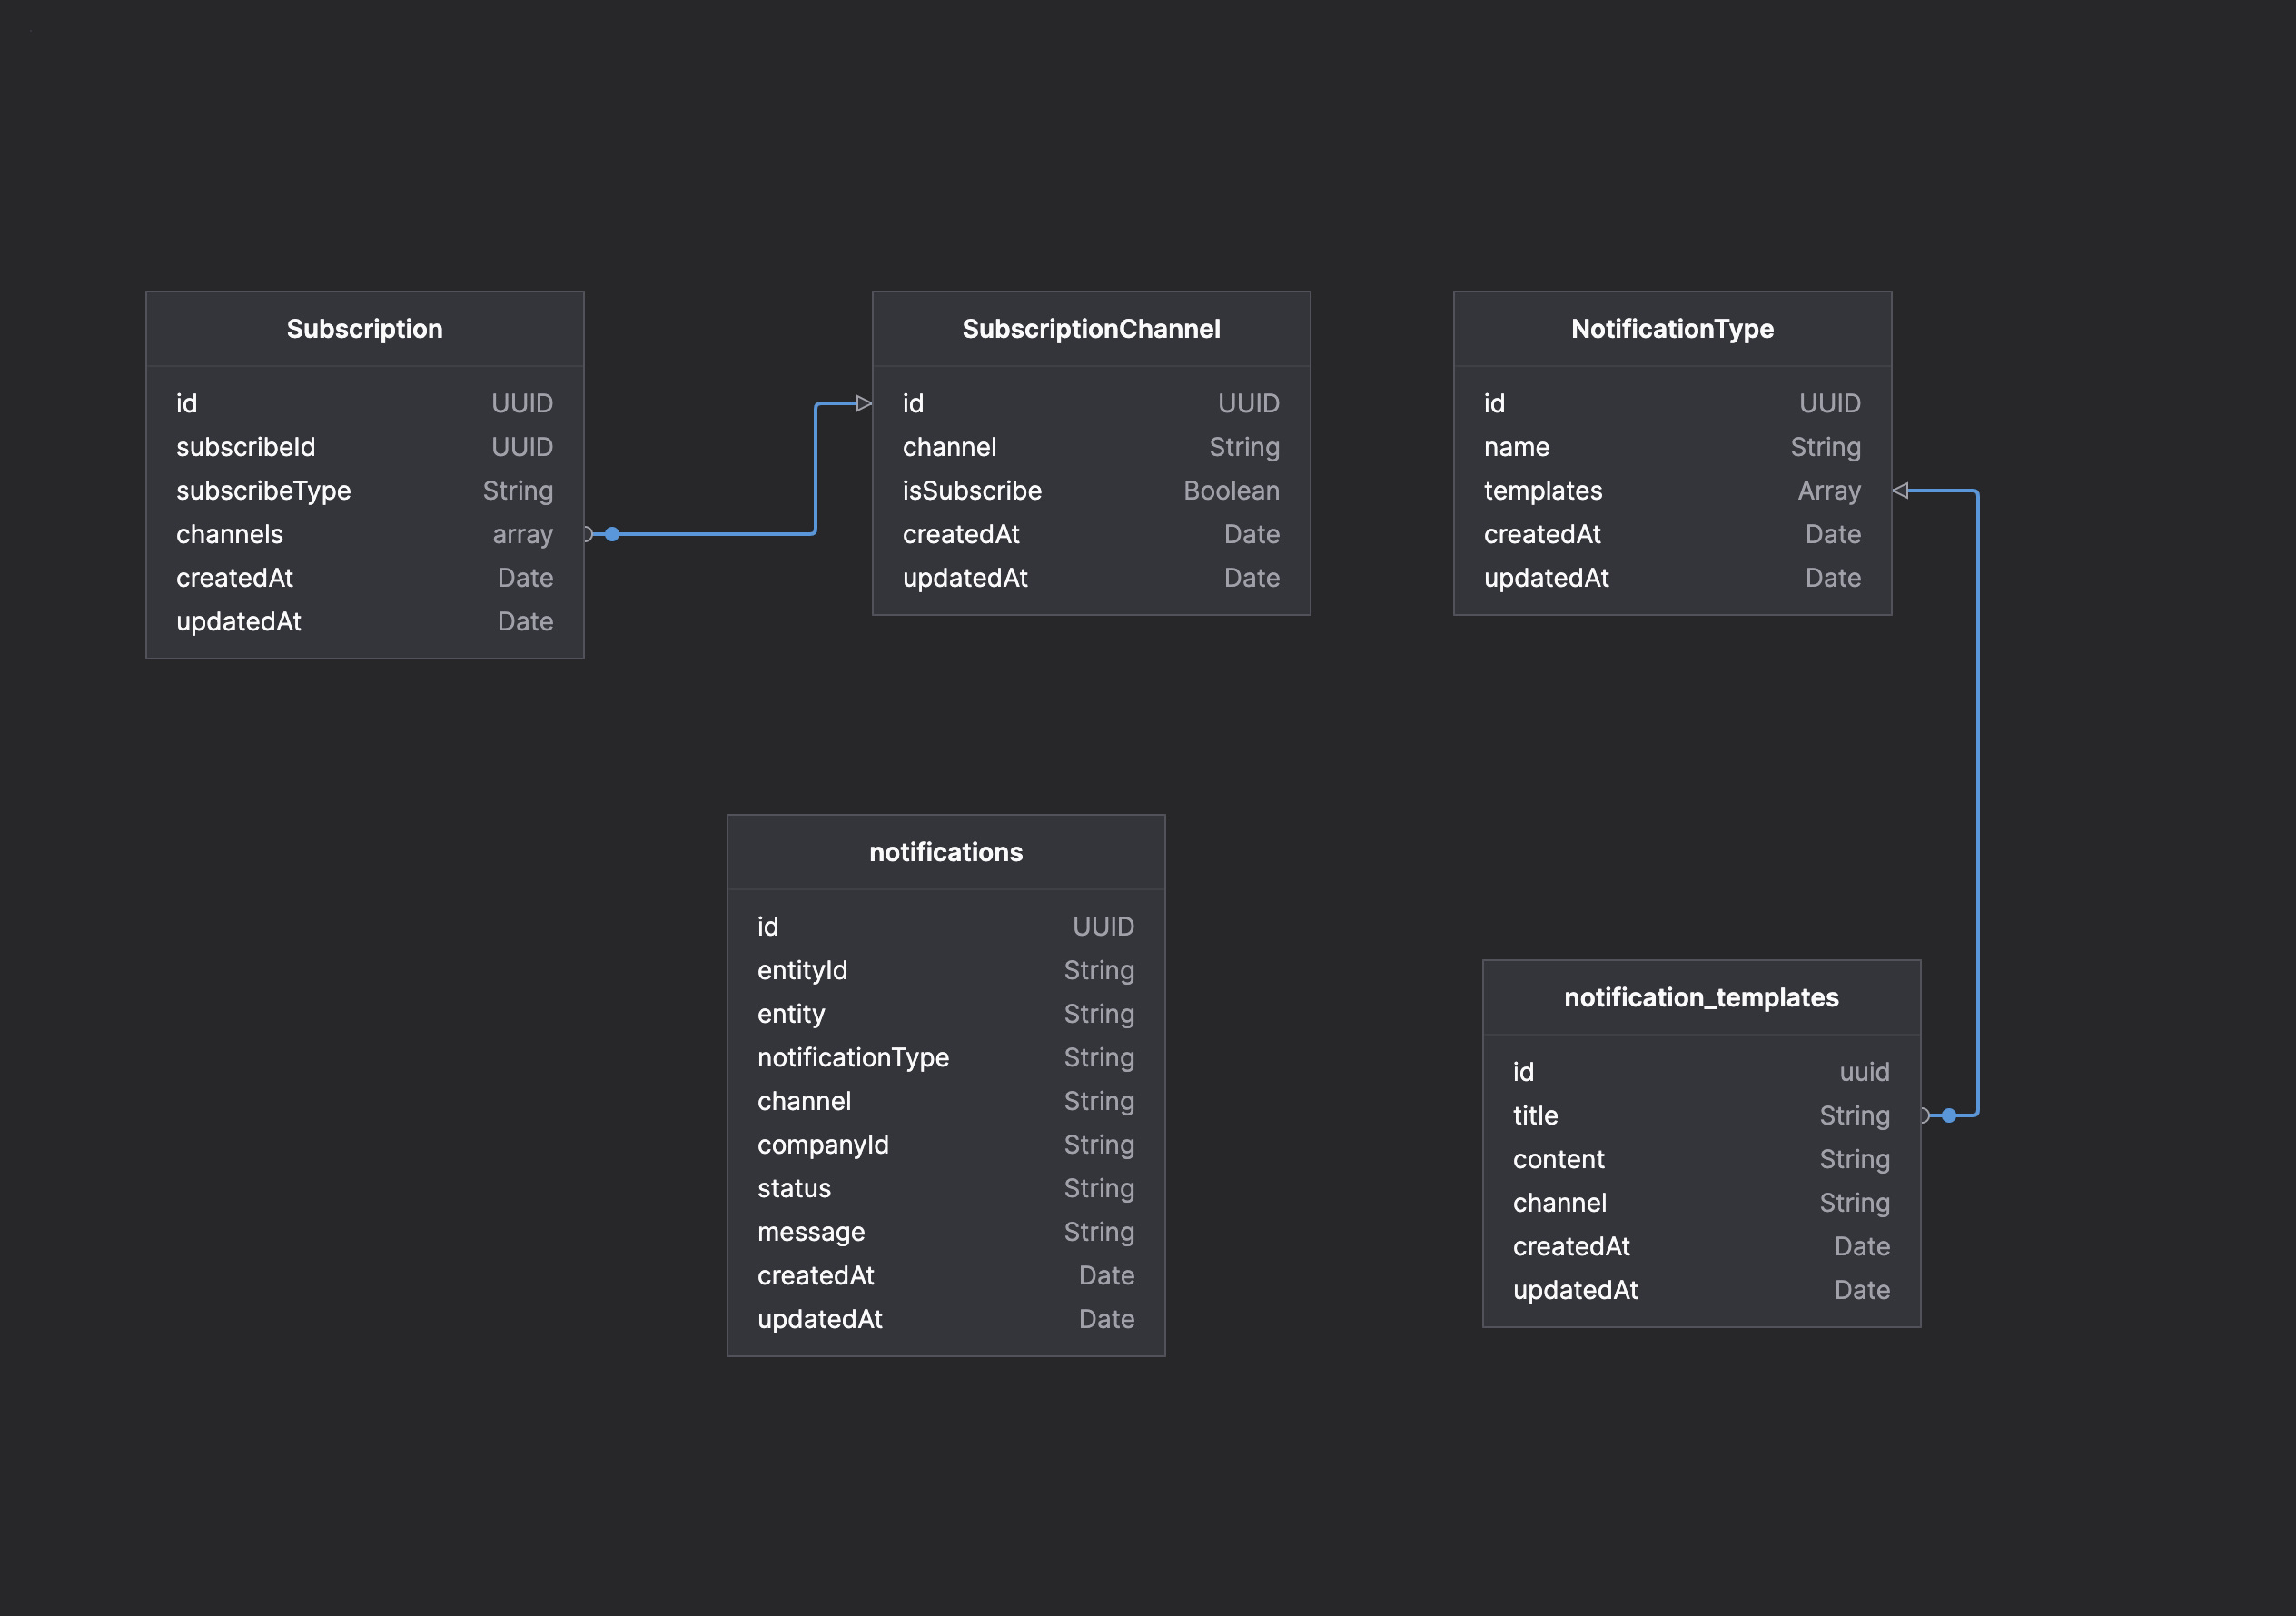 Subscription
id UUID
subscribeId UUID
subscribeType String
channels array
createdAt Date
updatedAt Date
SubscriptionChannel
id UUID
channel String
isSubscribe Boolean
createdAt Date
updatedAt Date
NotificationType
id UUID
name String
templates Array
createdAt Date
updatedAt Date
notifications
id UUID
entityId String
entity String
notificationType String
channel String
companyId String
status String
message String
createdAt Date
updatedAt Date
notification_templates
id uuid
title String
content String
channel String
createdAt Date
updatedAt Date